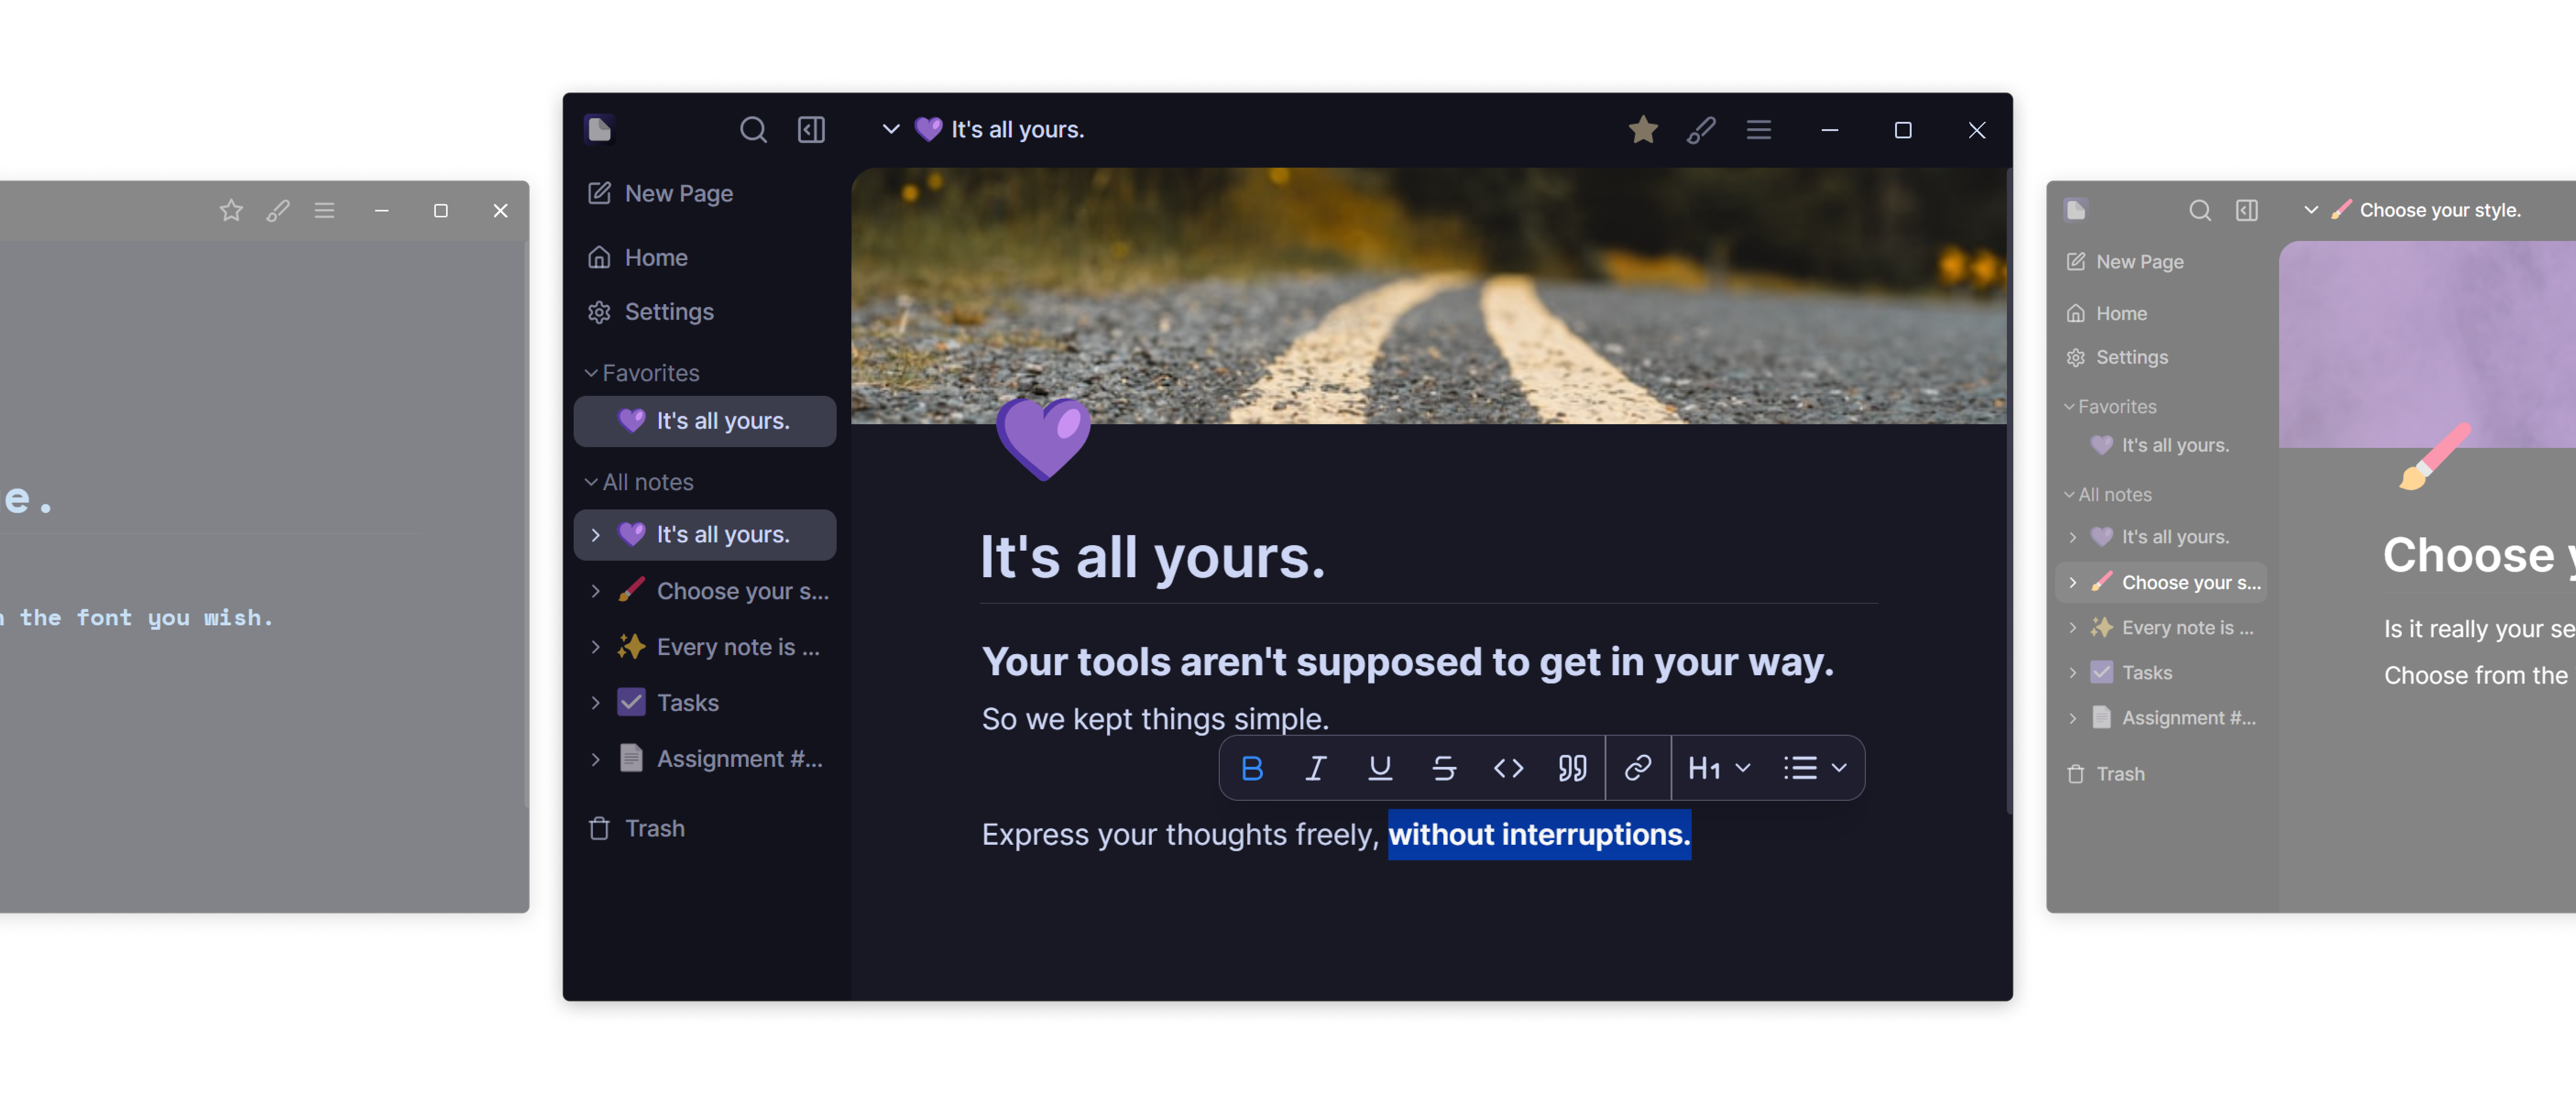 e.
n the font you wish.
It's all yours.
New Page
Home
Settings
Favorites
It's all yours.
All notes
It's all yours.
Choose your s...
Every note is ...
Tasks
Assignment #...
Trash
It's all yours.
Your tools aren't supposed to get in your way.
So we kept things simple.
B I U S H1
Express your thoughts freely, without interruptions.
Choose your style.
New Page
Home
Settings
Favorites
It's all yours.
All notes
It's all yours.
Choose your s...
Every note is ...
Tasks
Assignment #...
Trash
Choose y
Is it really your se
Choose from the